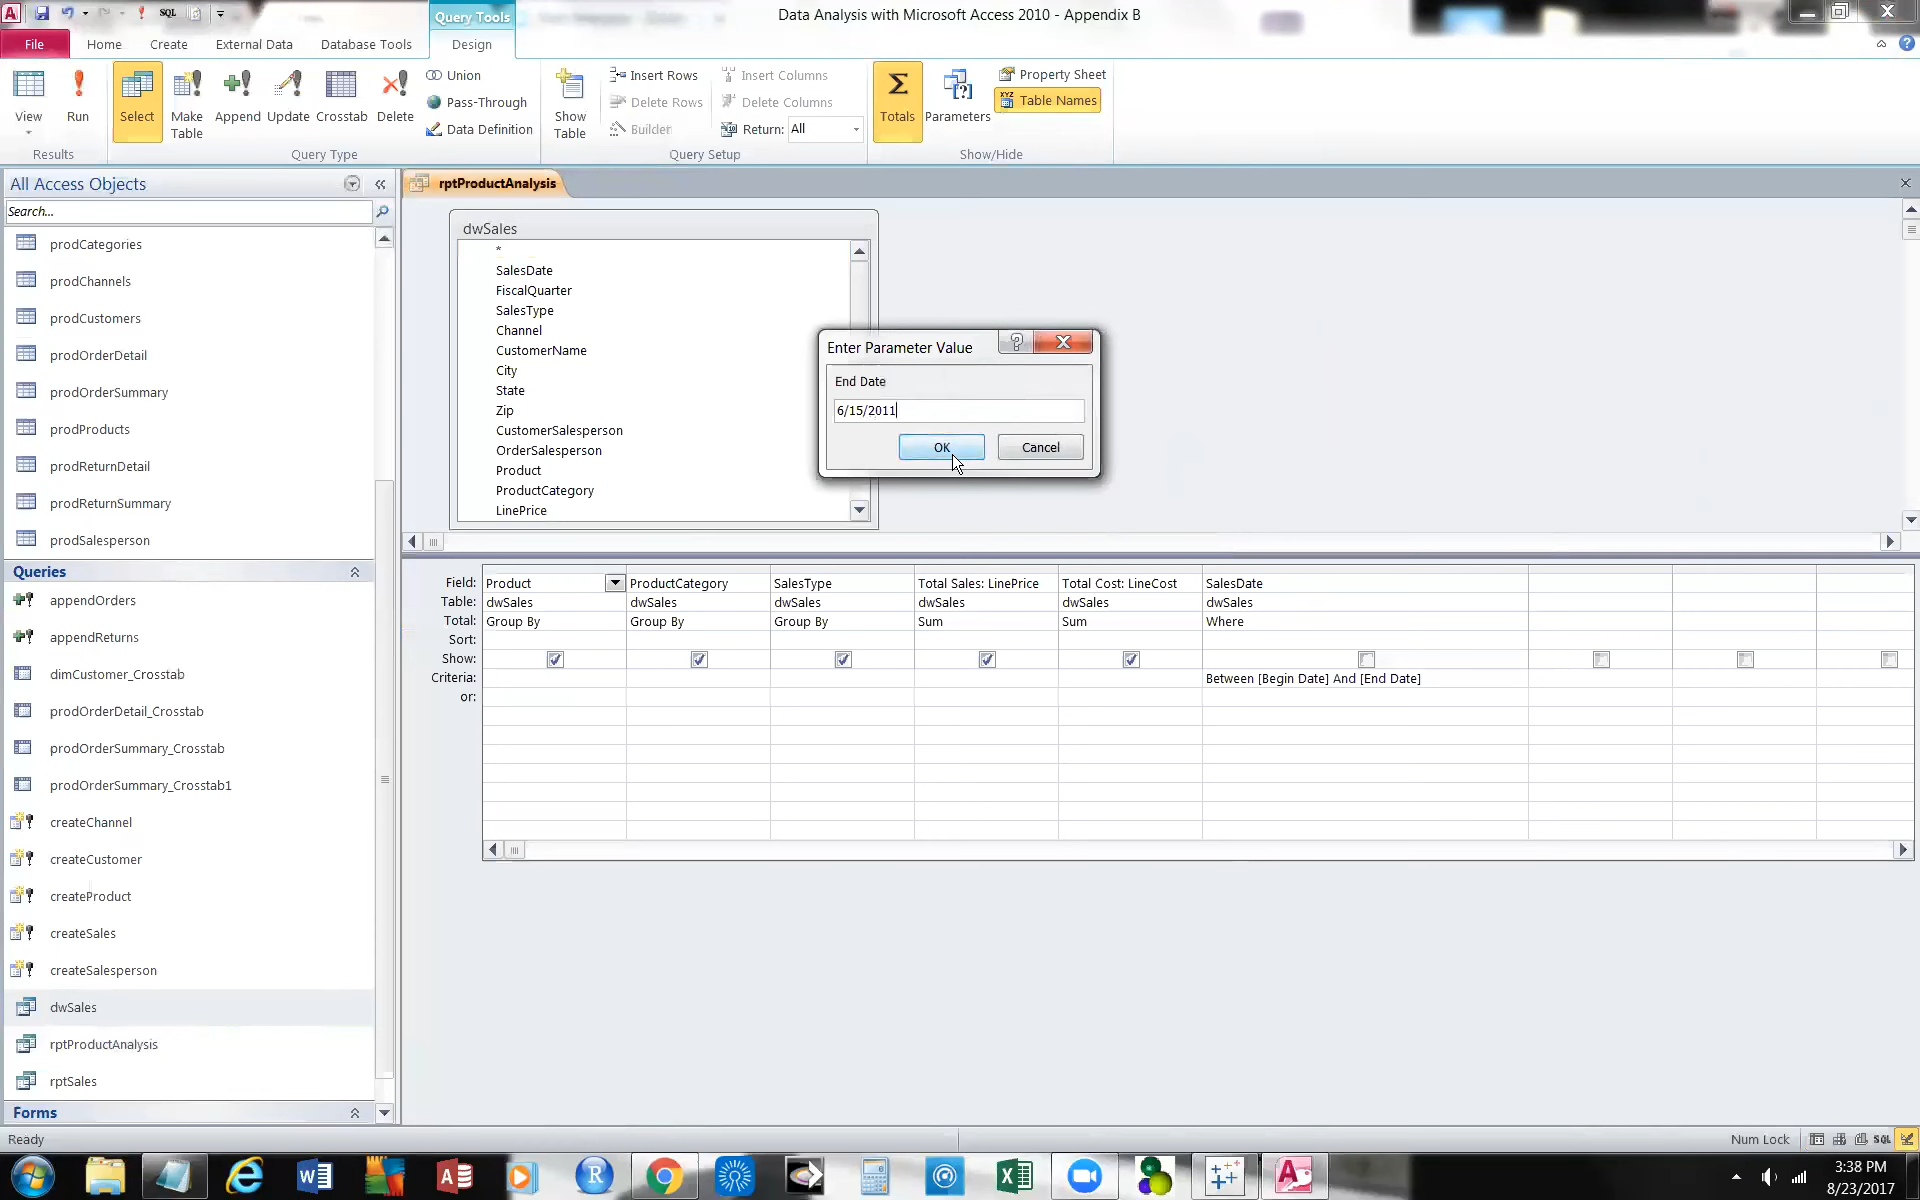 SQL
Query Tools
Data Analysis with Microsoft Access 2010 - Appendix B
File
Home
Create
External Data
Database Tools
Design
View
Run
Select
Make
Table
Append
Update
Crosstab
Delete
Union
Pass-Through
Data Definition
Show
Table
Insert Rows
Delete Rows
Builder
Insert Columns
Delete Columns
Return: All
Totals
Parameters
Property Sheet
XYZ
Table Names
Results
Query Type
Query Setup
Show/Hide
All Access Objects
Search...
prodCategories
prodChannels
prodCustomers
prodOrderDetail
prodOrderSummary
prodProducts
prodReturnDetail
prodReturnSummary
prodSalesperson
Queries
appendOrders
appendReturns
dimCustomer_Crosstab
prodOrderDetail_Crosstab
prodOrderSummary_Crosstab
prodOrderSummary_Crosstab1
createChannel
createCustomer
createProduct
createSales
createSalesperson
dwSales
rptProductAnalysis
rptSales
Forms
rptProductAnalysis
dwSales
*
SalesDate
FiscalQuarter
SalesType
Channel
CustomerName
City
State
Zip
CustomerSalesperson
OrderSalesperson
Product
ProductCategory
LinePrice
Enter Parameter Value
End Date
6/15/2011
OK
Cancel
Field: Product ProductCategory SalesType Total Sales: LinePrice Total Cost: LineCost SalesDate
Table: dwSales dwSales dwSales dwSales dwSales dwSales
Total: Group By Group By Group By Sum Sum Where
Sort:
Show:
Criteria: Between [Begin Date] And [End Date]
or:
Ready
Num Lock
SQL
3:38 PM
8/23/2017